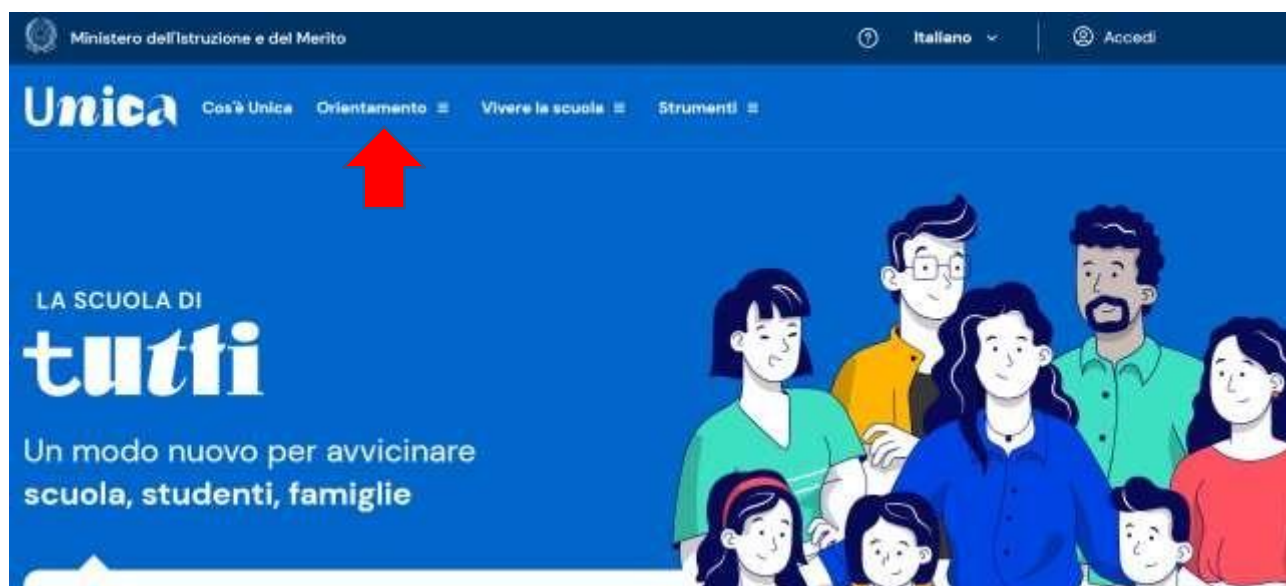 Ministero dell'Istruzione e del Merito
Italiano
Accedi
Unica
Cos'è Unica
Orientamento
Vivere la scuola
Strumenti
LA SCUOLA DI
tutti
Un modo nuovo per avvicinare
scuola, studenti, famiglie